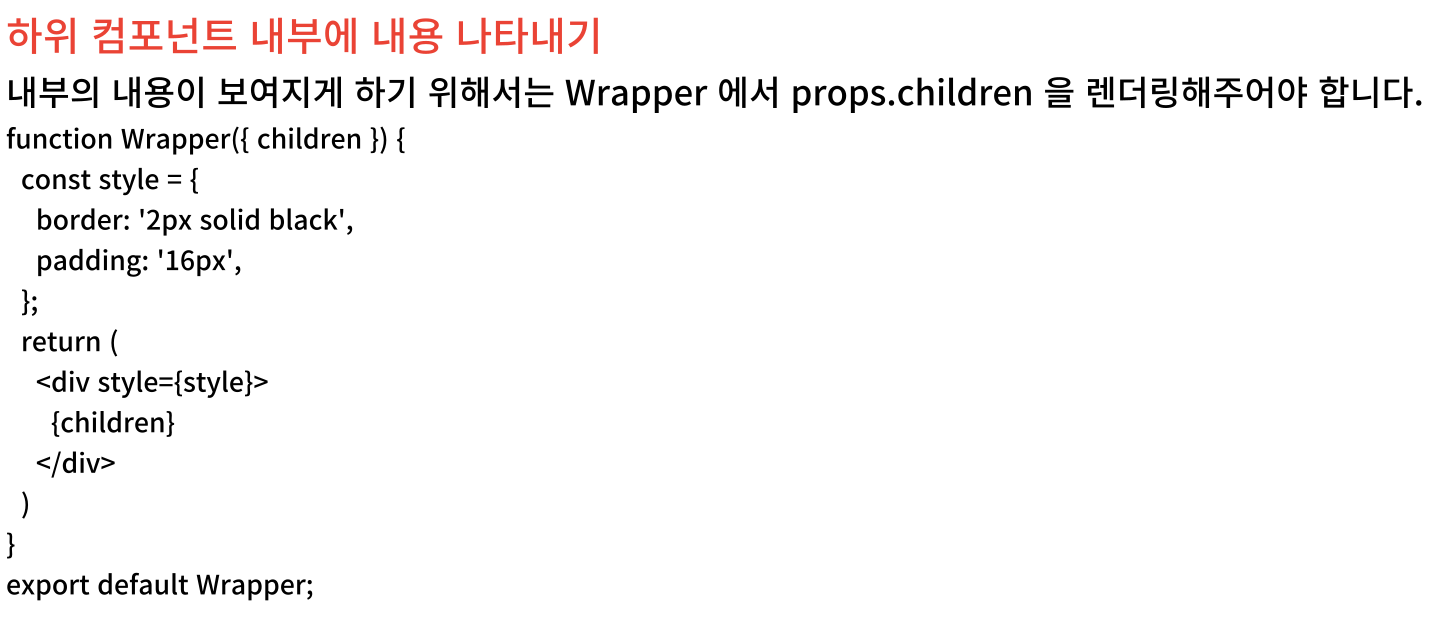 하위 컴포넌트 내부에 내용 나타내기
내부의 내용이 보여지게 하기 위해서는 Wrapper 에서 props.children 을 렌더링해주어야 합니다.
function Wrapper({ children }) {
  const style = {
    border: '2px solid black',
    padding: '16px',
  };
  return (
    <div style={style}>
      {children}
    </div>
  )
}
export default Wrapper;